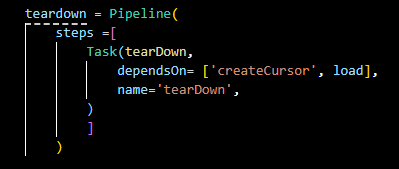 teardown = Pipeline(
steps =[
Task(tearDown,
dependsOn= ['createCursor', load],
name='tearDown',
)
]
)